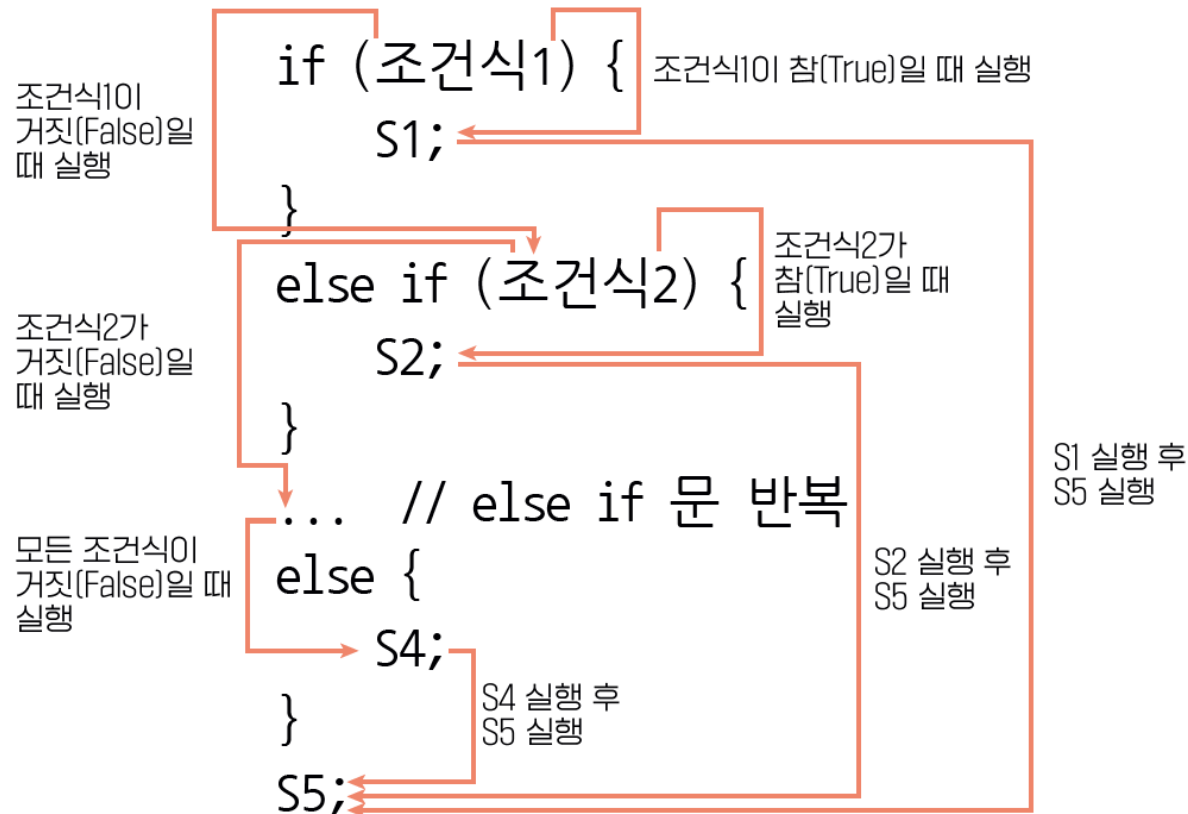 if (조건식1) {
조건식1이 참(True)일 때 실행
조건식1이
거짓(False)일
때 실행
S1;
}
else if (조건식2) {
조건식2가
참(True)일 때
실행
조건식2가
거짓(False)일
때 실행
S2;
}
S1 실행 후
S5 실행
... // else if 문 반복
모든 조건식이
거짓(False)일 때
실행
else {
S2 실행 후
S5 실행
S4;
S4 실행 후
S5 실행
}
S5;